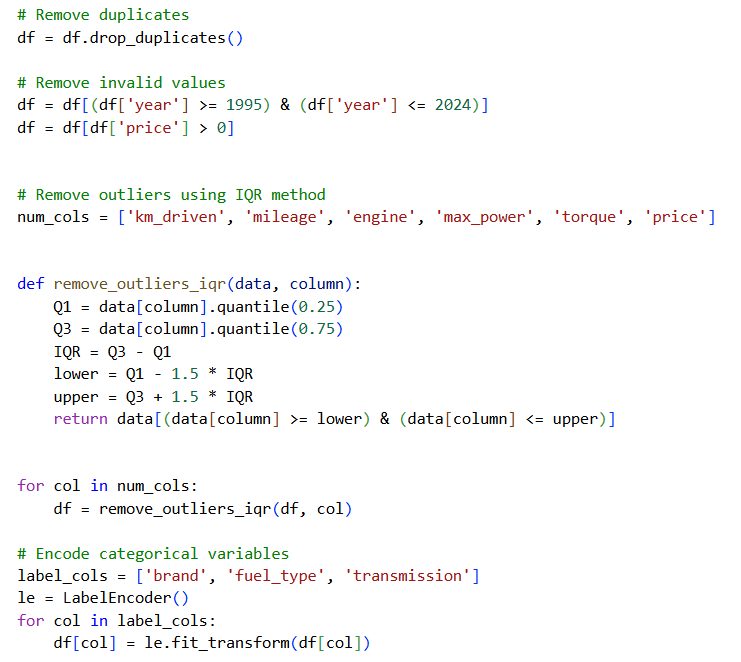 # Remove duplicates
df = df.drop_duplicates()
# Remove invalid values
df = df[(df['year'] >= 1995) & (df['year'] <= 2024)]
df = df[df['price'] > 0]
# Remove outliers using IQR method
num_cols = ['km_driven', 'mileage', 'engine', 'max_power', 'torque', 'price']
def remove_outliers_iqr(data, column):
    Q1 = data[column].quantile(0.25)
    Q3 = data[column].quantile(0.75)
    IQR = Q3 - Q1
    lower = Q1 - 1.5 * IQR
    upper = Q3 + 1.5 * IQR
    return data[(data[column] >= lower) & (data[column] <= upper)]
for col in num_cols:
    df = remove_outliers_iqr(df, col)
# Encode categorical variables
label_cols = ['brand', 'fuel_type', 'transmission']
le = LabelEncoder()
for col in label_cols:
    df[col] = le.fit_transform(df[col])